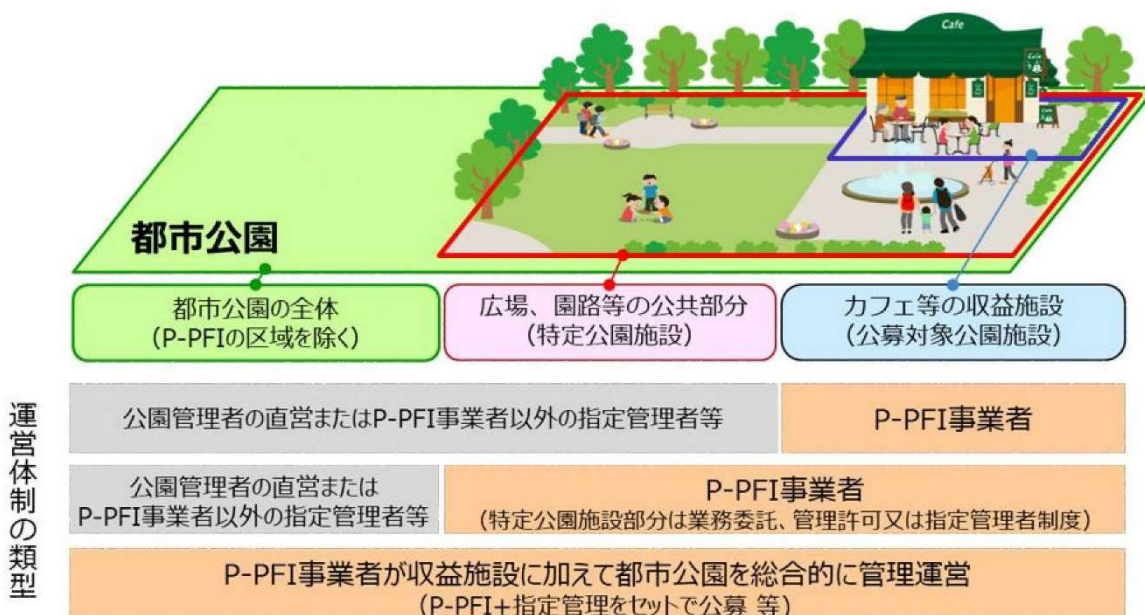 Cafe
Cafe
都市公園
都市公園の全体
(P-PFIの区域を除く)
広場、園路等の公共部分
(特定公園施設)
カフェ等の収益施設
(公募対象公園施設)
運営体制の類型
公園管理者の直営またはP-PFI事業者以外の指定管理者等
P-PFI事業者
公園管理者の直営または
P-PFI事業者以外の指定管理者等
P-PFI事業者
(特定公園施設部分は業務委託、管理許可又は指定管理者制度)
P-PFI事業者が収益施設に加えて都市公園を総合的に管理運営
(P-PFI+指定管理をセットで公募 等)